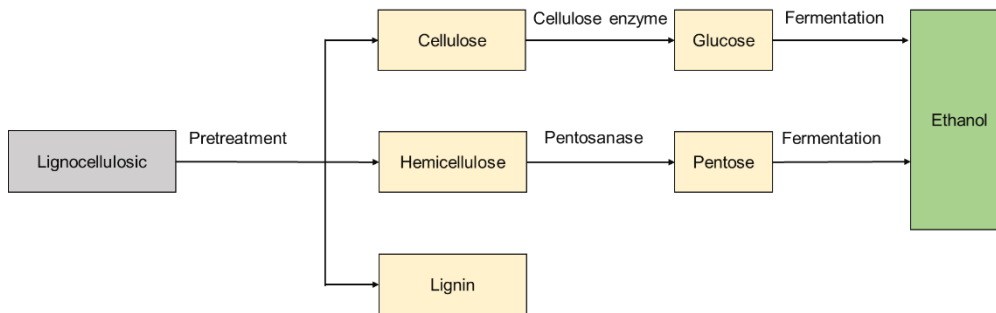 Cellulose enzyme
Fermentation
Cellulose
Glucose
Ethanol
Pretreatment
Pentosanase
Fermentation
Lignocellulosic
Hemicellulose
Pentose
Lignin